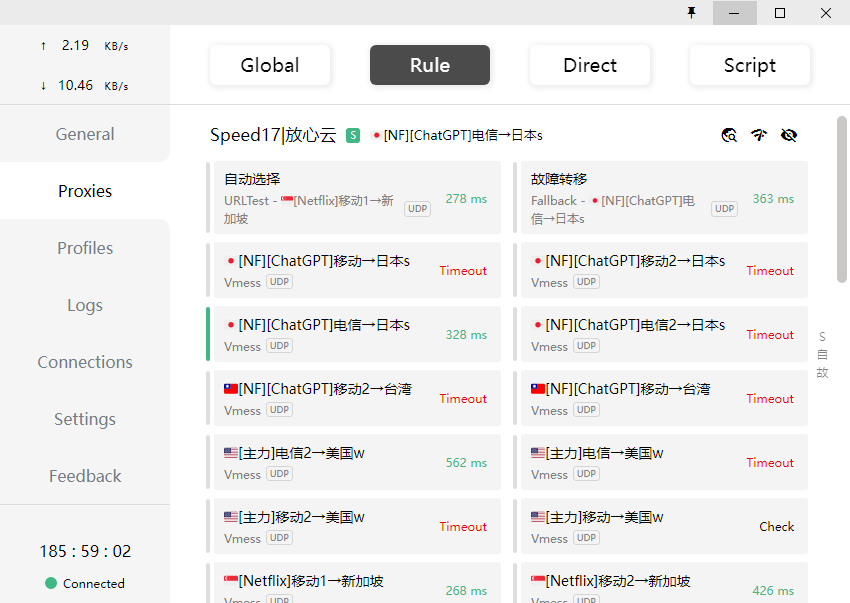 ↑ 2.19 KB/s
↓ 10.46 KB/s
General
Proxies
Profiles
Logs
Connections
Settings
Feedback
185 : 59 : 02
Connected
Global
Rule
Direct
Script
Speed17|放心云 S [NF][ChatGPT]电信→日本s
自动选择
URLTest - [Netflix]移动1→新
加坡
UDP
278 ms
故障转移
Fallback - [NF][ChatGPT]电
信→日本s
UDP
363 ms
[NF][ChatGPT]移动→日本s
Vmess UDP
Timeout
[NF][ChatGPT]移动2→日本s
Vmess UDP
Timeout
[NF][ChatGPT]电信→日本s
Vmess UDP
328 ms
[NF][ChatGPT]电信2→日本s
Vmess UDP
Timeout
[NF][ChatGPT]移动2→台湾
Vmess UDP
Timeout
[NF][ChatGPT]移动→台湾
Vmess UDP
Timeout
[主力]电信2→美国w
Vmess UDP
562 ms
[主力]电信→美国w
Vmess UDP
Timeout
[主力]移动2→美国w
Vmess UDP
Timeout
[主力]移动→美国w
Vmess UDP
Check
[Netflix]移动1→新加坡
Vmess UDP
268 ms
[Netflix]移动2→新加坡
Vmess UDP
426 ms
S
自
故